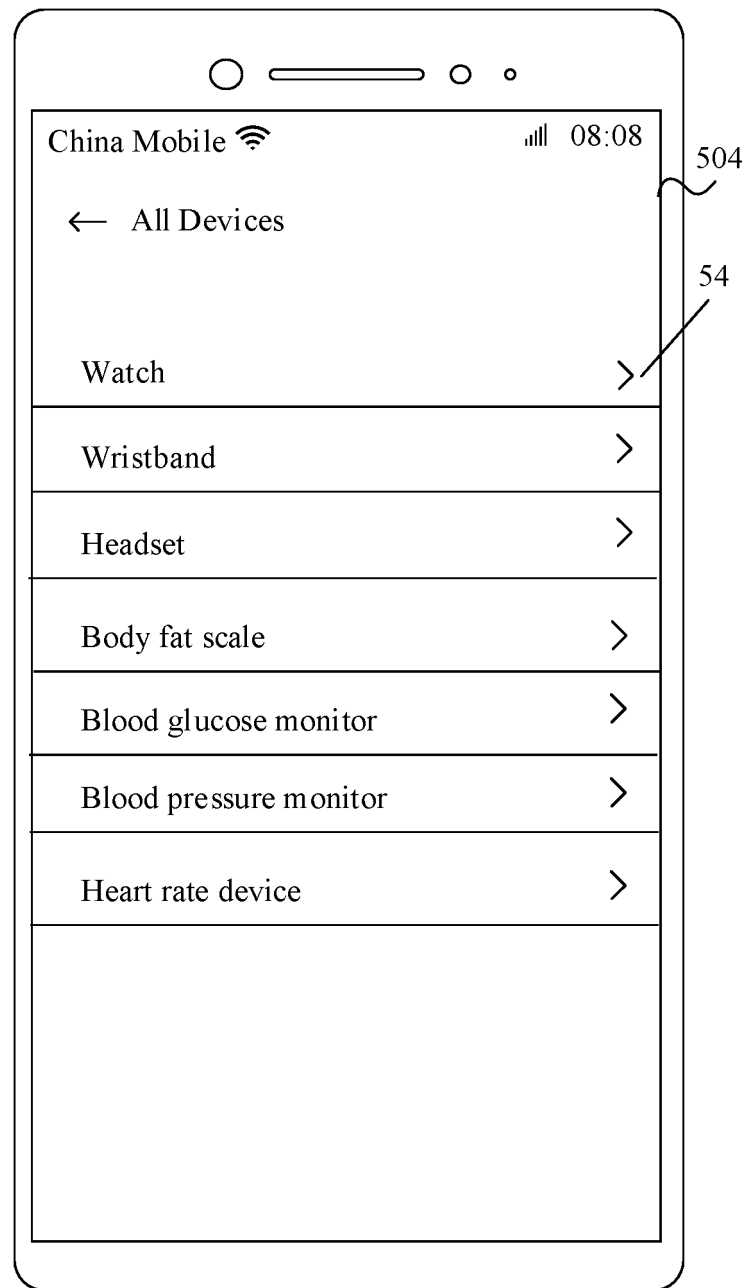 China Mobile 08:08
504
← All Devices
54
Watch
Wristband
Headset
Body fat scale
Blood glucose monitor
Blood pressure monitor
Heart rate device